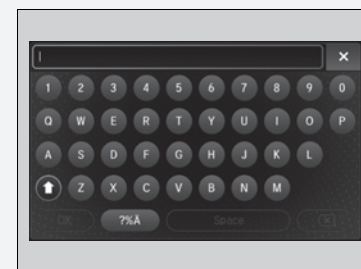 1 2 3 4 5 6 7 8 9 0
Q W E R T Y U I O P
A S D F G H J K L
Z X C V B N M
OK ?%Ä Space